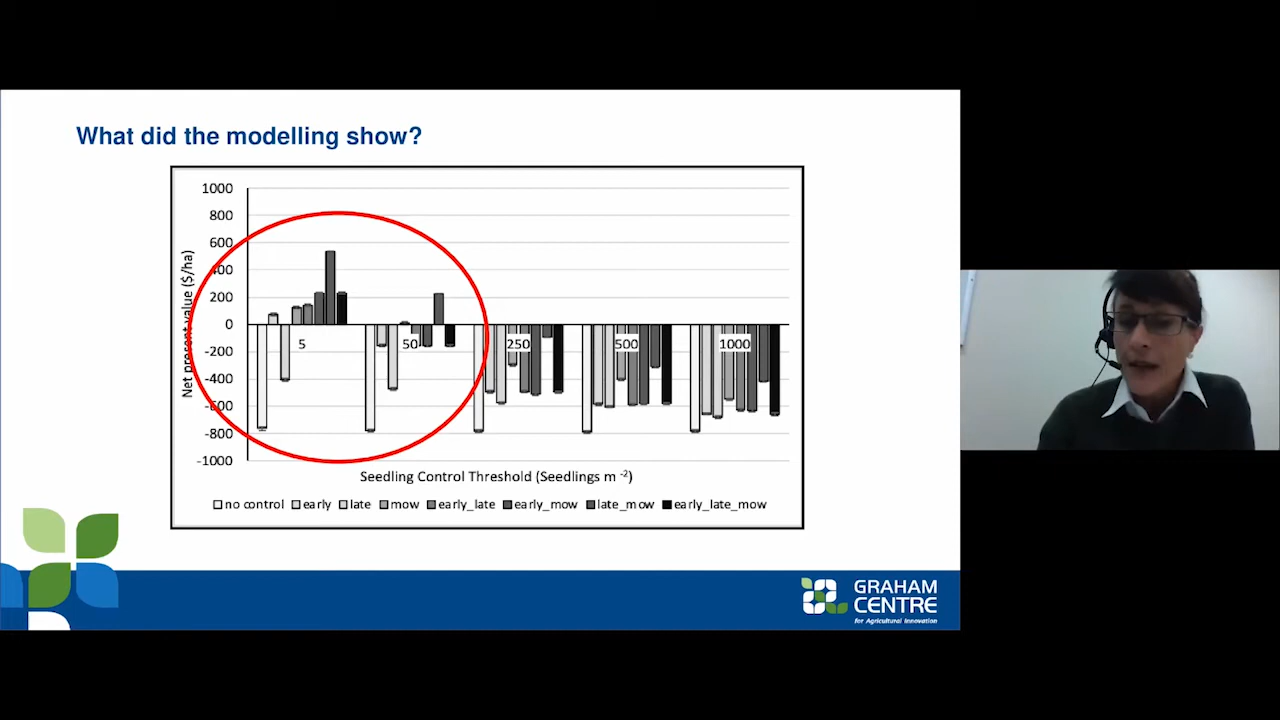 What did the modelling show?
1000
800
600
400
200
0
-200
-400
-600
-800
-1000
Net present value ($/ha)
5
50
250
500
1000
Seedling Control Threshold (Seedlings m -2)
no control early late mow early_late early_mow late_mow early_late_mow
GRAHAM
CENTRE
for Agricultural Innovation